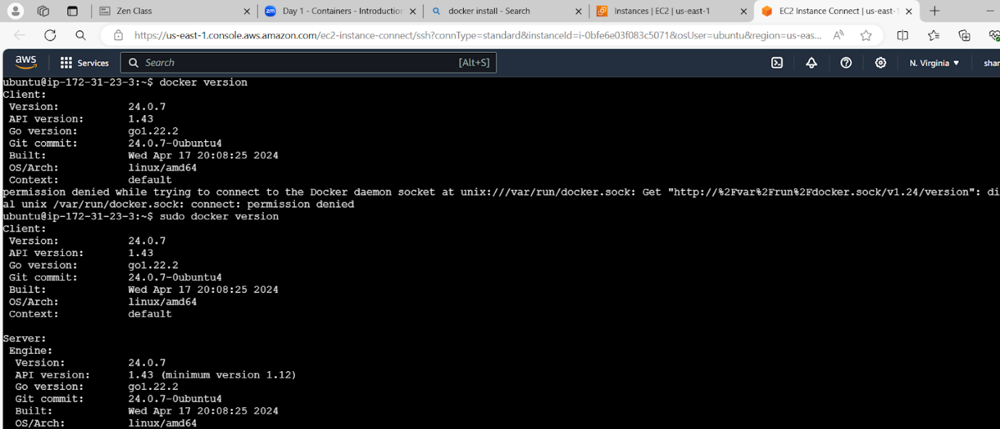 Zen Class
zm Day 1 - Containers - Introduction
docker install - Search
Instances | EC2 | us-east-1
EC2 Instance Connect | us-east-1
https://us-east-1.console.aws.amazon.com/ec2-instance-connect/ssh?connType=standard&instanceId=i-0bfe6e03f083c5071&osUser=ubuntu&region=us-eas...
aws Services Search [Alt+S] N. Virginia shar
ubuntu@ip-172-31-23-3:~$ docker version
Client:
Version: 24.0.7
API version: 1.43
Go version: go1.22.2
Git commit: 24.0.7-0ubuntu4
Built: Wed Apr 17 20:08:25 2024
OS/Arch: linux/amd64
Context: default
permission denied while trying to connect to the Docker daemon socket at unix:///var/run/docker.sock: Get "http://%2Fvar%2Frun%2Fdocker.sock/v1.24/version": di
al unix /var/run/docker.sock: connect: permission denied
ubuntu@ip-172-31-23-3:~$ sudo docker version
Client:
Version: 24.0.7
API version: 1.43
Go version: go1.22.2
Git commit: 24.0.7-0ubuntu4
Built: Wed Apr 17 20:08:25 2024
OS/Arch: linux/amd64
Context: default
Server:
Engine:
Version: 24.0.7
API version: 1.43 (minimum version 1.12)
Go version: go1.22.2
Git commit: 24.0.7-0ubuntu4
Built: Wed Apr 17 20:08:25 2024
OS/Arch: linux/amd64